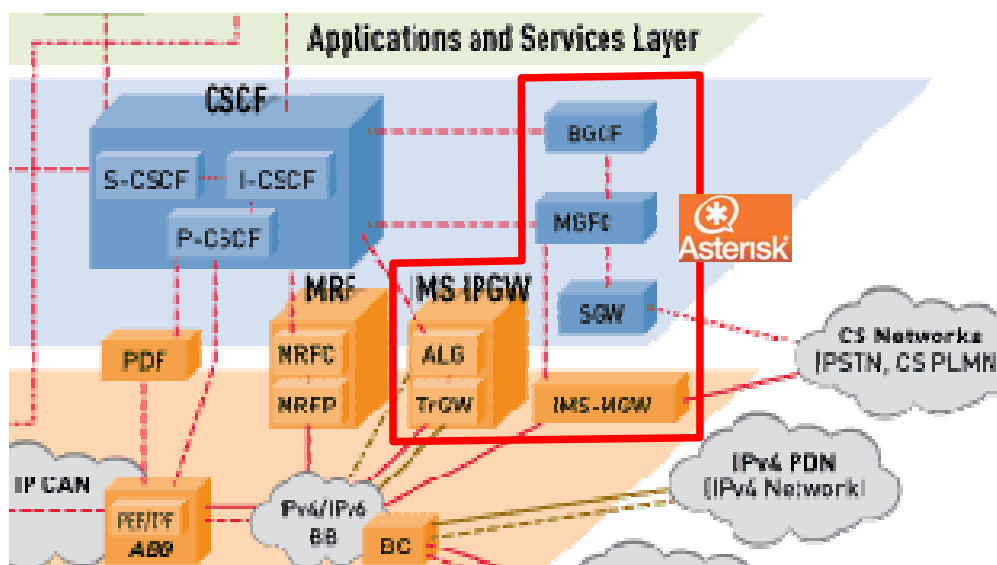 Applications and Services Layer
CSCF
BGCF
S-CSCF
I-CSCF
MGFC
P-CSCF
Asterisk
MRF
IMS-IPGW
SGW
CS Networks
(PSTN, CS PLMN
PDF
MRFC
ALG
MRFP
TrGW
IMS-MGW
IPv4 PDN
(IPv4 Network)
IP CAN
IPv4/IPv6
BB
BC